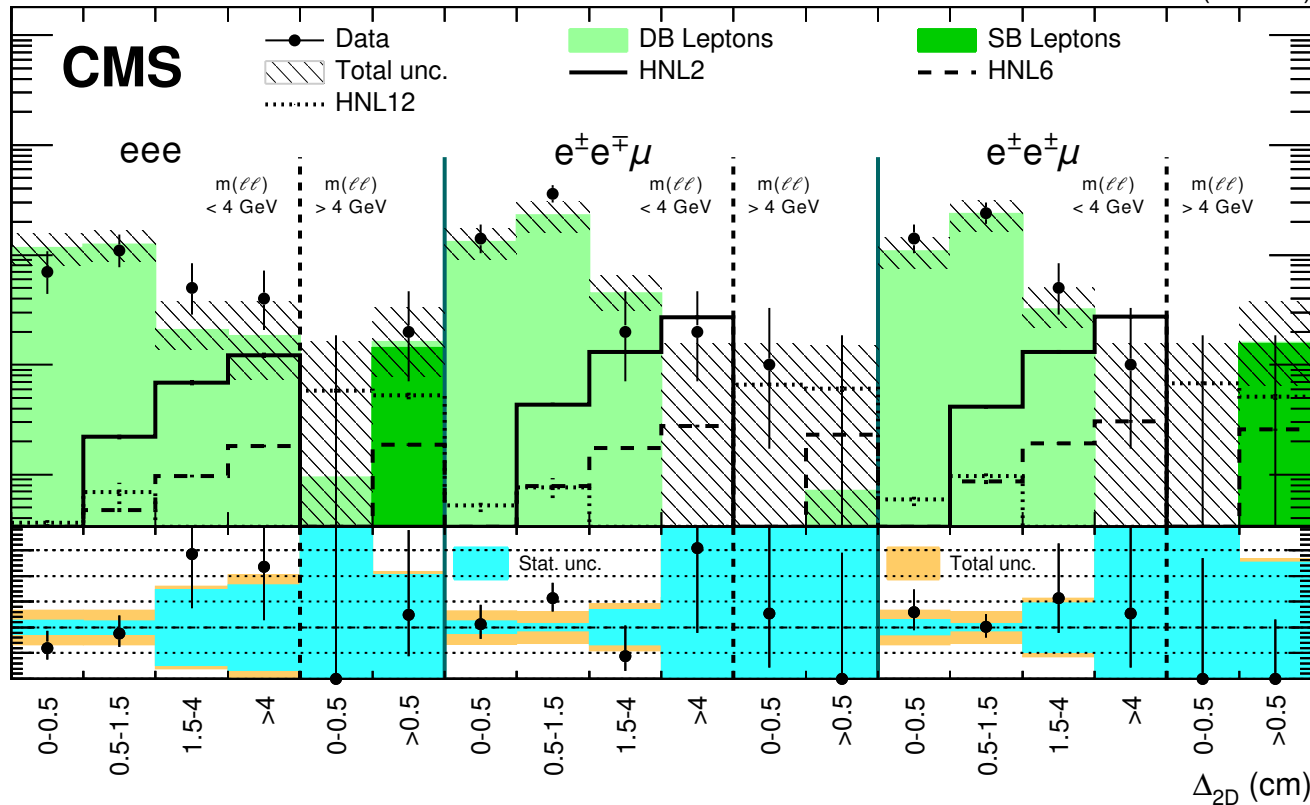 CMS
Data
DB Leptons
SB Leptons
Total unc.
HNL2
HNL6
HNL12
eee
e±e∓μ
e±e±μ
m(ℓℓ)
< 4 GeV
m(ℓℓ)
> 4 GeV
m(ℓℓ)
< 4 GeV
m(ℓℓ)
> 4 GeV
m(ℓℓ)
< 4 GeV
m(ℓℓ)
> 4 GeV
Stat. unc.
Total unc.
0-0.5
0.5-1.5
1.5-4
>4
0-0.5
>0.5
0-0.5
0.5-1.5
1.5-4
>4
0-0.5
>0.5
0-0.5
0.5-1.5
1.5-4
>4
0-0.5
>0.5
Δ2D (cm)